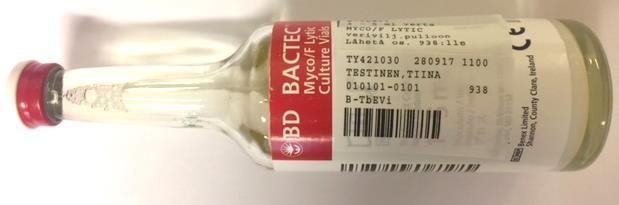 BD BACTEC
Myco/F Lytic
Culture Vials
MYCO/F LYTIC
verivilj.pulloon
Lähetä os. 938:lle
TY421030 280917 1100
TESTINEN,TIINA
010101-0101 938
B-TbEVi
CE
Benex Limited
Shannon, County Clare, Ireland